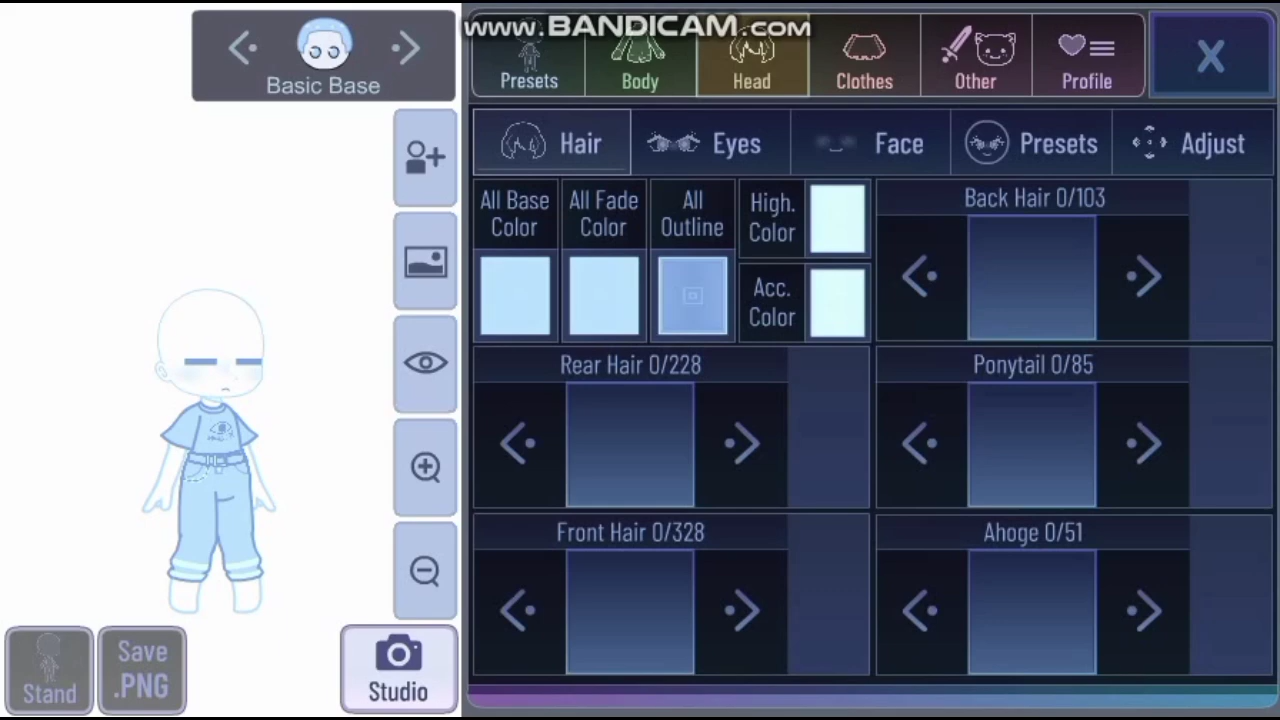 www.BANDICAM.com
Basic Base
Presets
Body
Head
Clothes
Other
Profile
X
Hair
Eyes
Face
Presets
Adjust
All Base
Color
All Fade
Color
All
Outline
High.
Color
Acc.
Color
Back Hair 0/103
Rear Hair 0/228
Ponytail 0/85
Front Hair 0/328
Ahoge 0/51
Stand
Save
.PNG
Studio